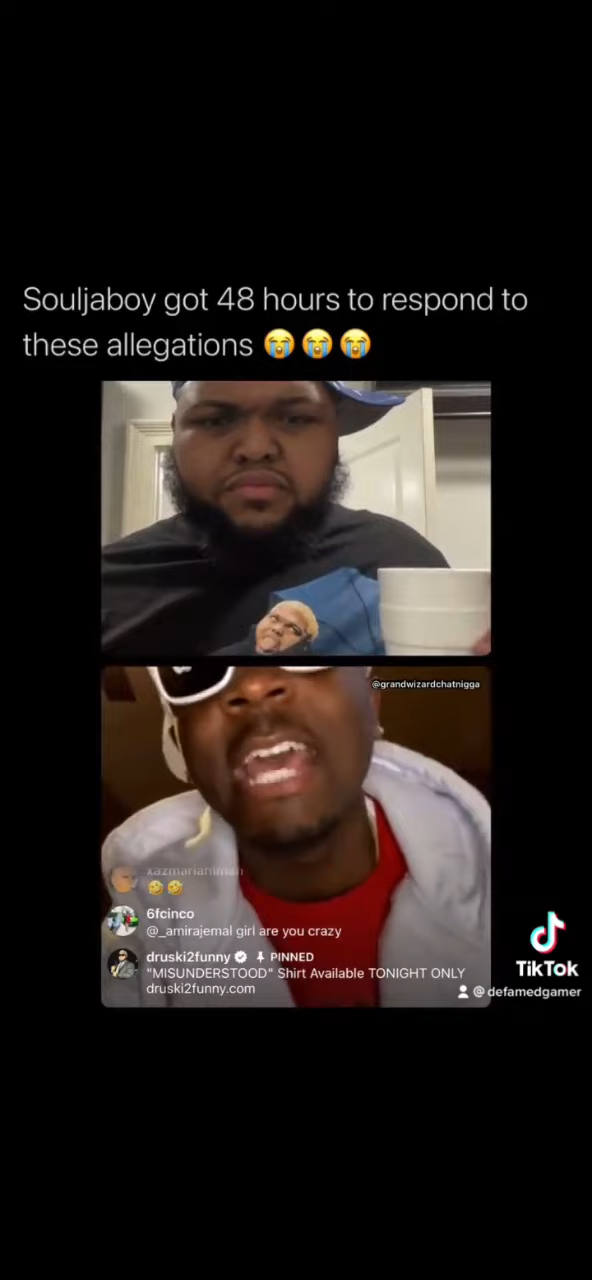 Souljaboy got 48 hours to respond to
these allegations 😭😭😭
@grandwizardchatnigga
🤣🤣
6fcinco
@_amirajemal girl are you crazy
druski2funny PINNED
"MISUNDERSTOOD" Shirt Available TONIGHT ONLY
druski2funny.com
TikTok
@defamedgamer